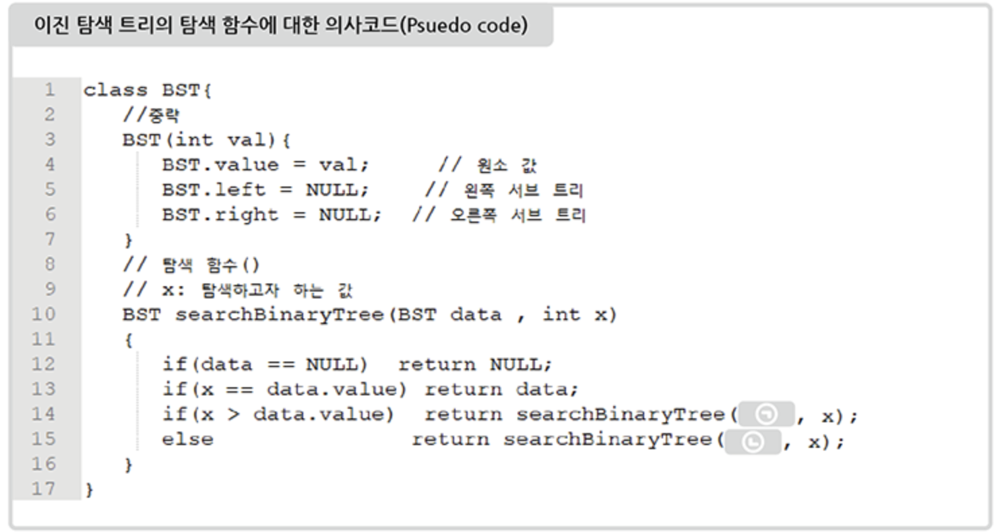 이진 탐색 트리의 탐색 함수에 대한 의사코드(Psuedo code)
1 class BST{
2 //중략
3 BST(int val){
4 BST.value = val; // 원소 값
5 BST.left = NULL; // 왼쪽 서브 트리
6 BST.right = NULL; // 오른쪽 서브 트리
7 }
8 // 탐색 함수()
9 // x: 탐색하고자 하는 값
10 BST searchBinaryTree(BST data , int x)
11 {
12 if(data == NULL) return NULL;
13 if(x == data.value) return data;
14 if(x > data.value) return searchBinaryTree( ㉠ , x);
15 else return searchBinaryTree( ㉡ , x);
16 }
17 }